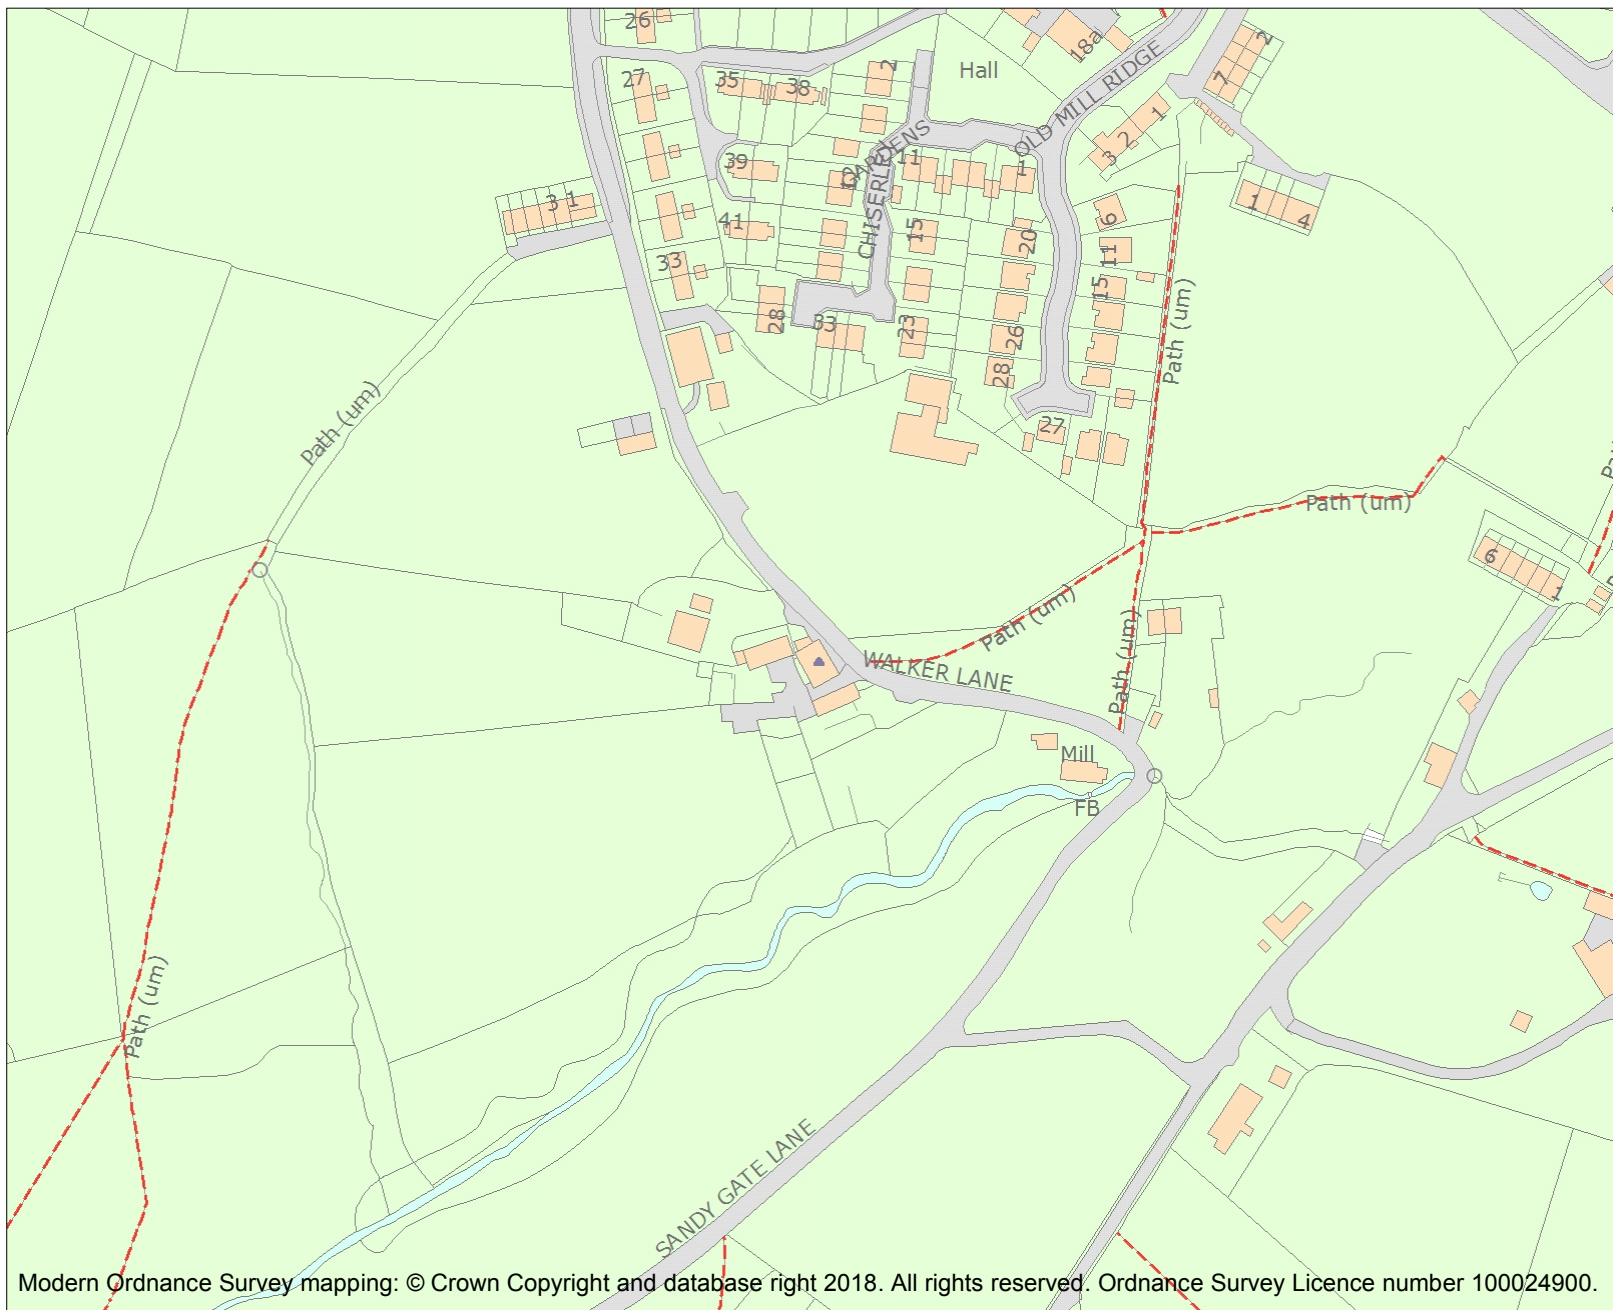 26
27
35
38
2
Hall
18a
OLD MILL RIDGE
2
7
1
2
3
39
GARDENS
CHISERLEY
11
1
12
41
15
20
9
11
15
1
4
3 1
33
28
33
23
26
28
27
Path (um)
Path (um)
Path (um)
Path (um)
Path (um)
6
1
WALKER LANE
Mill
FB
Path (um)
SANDY GATE LANE
Modern Ordnance Survey mapping: © Crown Copyright and database right 2018. All rights reserved. Ordnance Survey Licence number 100024900.